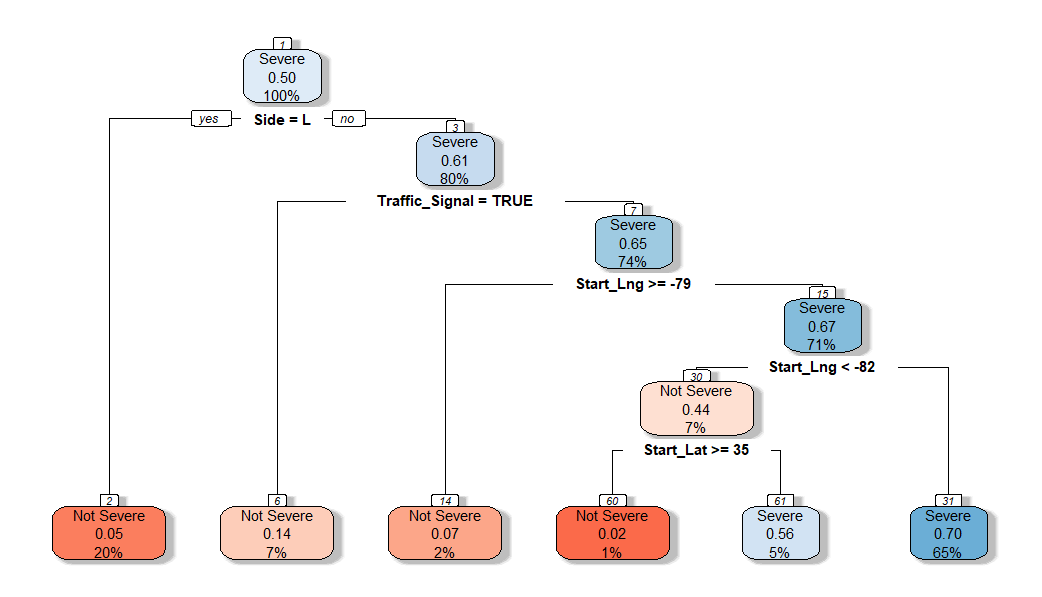 1
Severe
0.50
100%
yes
Side = L
no
3
Severe
0.61
80%
Traffic_Signal = TRUE
7
Severe
0.65
74%
Start_Lng >= -79
15
Severe
0.67
71%
Start_Lng < -82
30
Not Severe
0.44
7%
Start_Lat >= 35
2
Not Severe
0.05
20%
6
Not Severe
0.14
7%
14
Not Severe
0.07
2%
60
Not Severe
0.02
1%
61
Severe
0.56
5%
31
Severe
0.70
65%